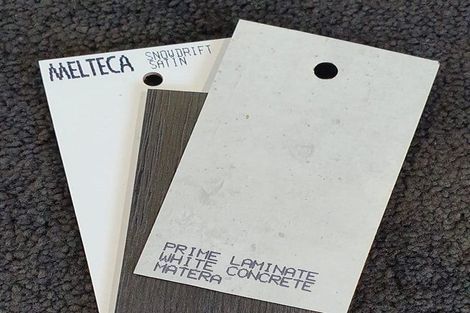 MELTECA
SNOWDRIFT
SATIN
PRIME LAMINATE
WHITE CONCRETE
MATERA